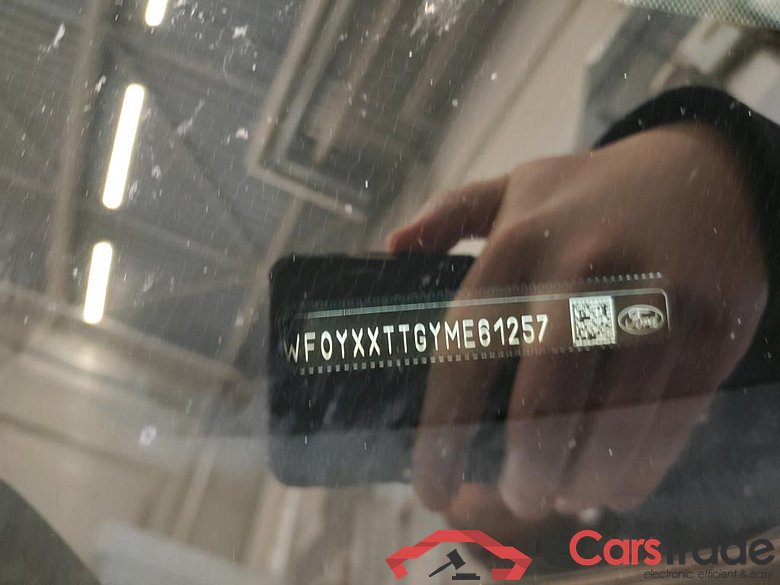 WF0YXXTTGYME61257
Ford
CarsTrade
electronic, efficient & easy